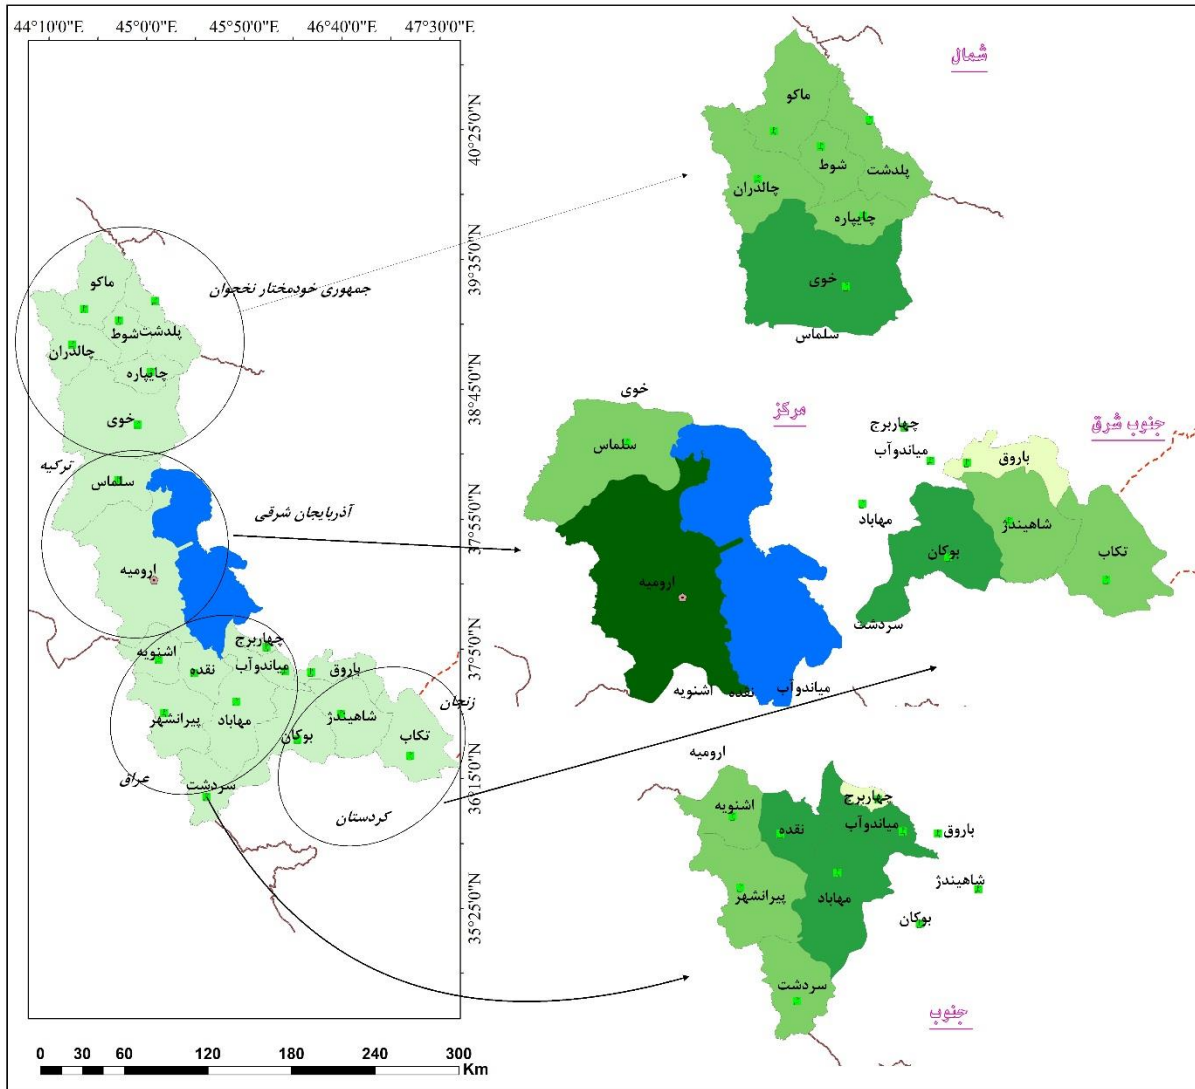 44°10'0"E 45°0'0"E 45°50'0"E 46°40'0"E 47°30'0"E
40°25'0"N
39°35'0"N
38°45'0"N
37°55'0"N
37°5'0"N
36°15'0"N
35°25'0"N
ماکو
جمهوری خودمختار نخجوان
شوط
پلدشت
چالدران
چایپاره
خوی
ترکیه
سلماس
آذربایجان شرقی
ارومیه
چهاربرج
اشنویه
نقده
میاندوآب
باروق
زنجان
پیرانشهر
مهاباد
شاهیندژ
بوکان
تکاب
عراق
سردشت
کردستان
0 30 60 120 180 240 300
Km
شمال
ماکو
شوط
پلدشت
چالدران
چایپاره
خوی
سلماس
مرکز
خوی
سلماس
ارومیه
اشنویه
نقده
میاندوآب
جنوب شرق
چهاربرج
میاندوآب
باروق
مهاباد
شاهیندژ
بوکان
تکاب
سردشت
ارومیه
اشنویه
چهاربرج
نقده
میاندوآب
باروق
پیرانشهر
مهاباد
شاهیندژ
بوکان
سردشت
جنوب